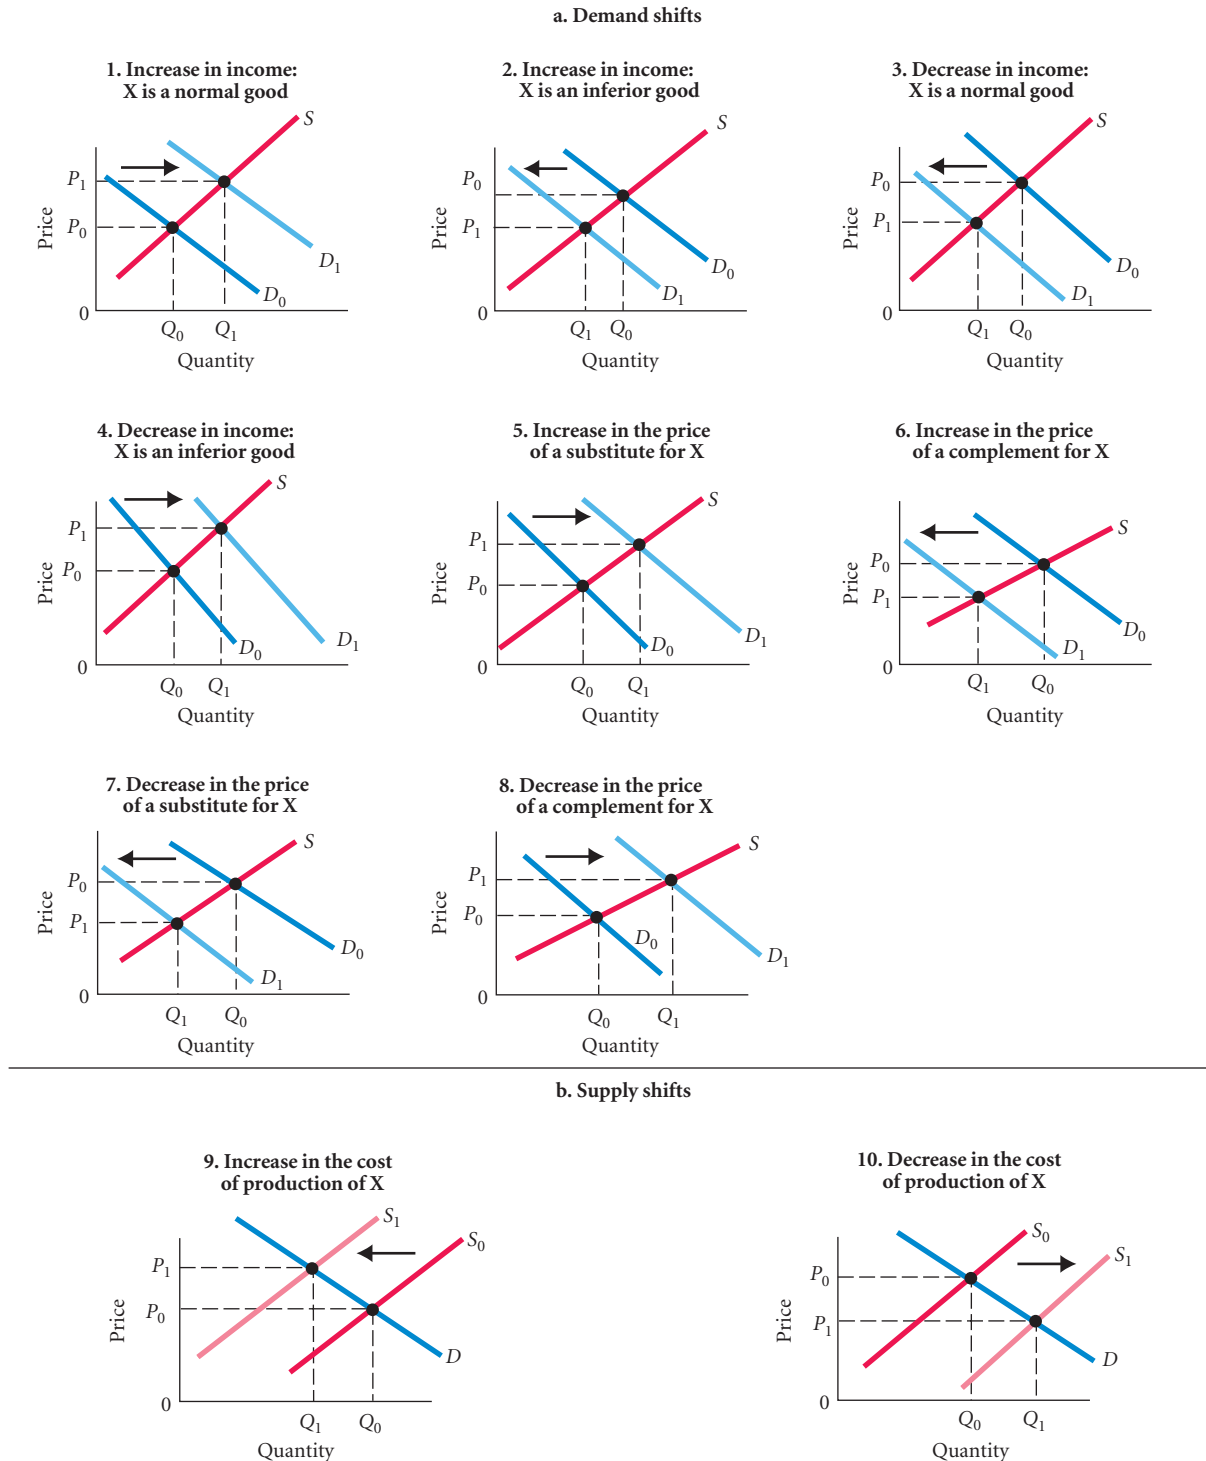 a. Demand shifts
1. Increase in income:
X is a normal good
S
P1
P0
Price
D1
D0
0
Q0 Q1
Quantity
2. Increase in income:
X is an inferior good
S
P0
P1
Price
D0
D1
0
Q1 Q0
Quantity
3. Decrease in income:
X is a normal good
S
P0
P1
Price
D0
D1
0
Q1 Q0
Quantity
4. Decrease in income:
X is an inferior good
S
P1
P0
Price
D0
D1
0
Q0 Q1
Quantity
5. Increase in the price
of a substitute for X
S
P1
P0
Price
D0
D1
0
Q0 Q1
Quantity
6. Increase in the price
of a complement for X
S
P0
P1
Price
D0
D1
0
Q1 Q0
Quantity
7. Decrease in the price
of a substitute for X
S
P0
P1
Price
D0
D1
0
Q1 Q0
Quantity
8. Decrease in the price
of a complement for X
S
P1
P0
Price
D0
D1
0
Q0 Q1
Quantity
b. Supply shifts
9. Increase in the cost
of production of X
S1
S0
P1
P0
Price
D
0
Q1 Q0
Quantity
10. Decrease in the cost
of production of X
S0
S1
P0
P1
Price
D
0
Q0 Q1
Quantity